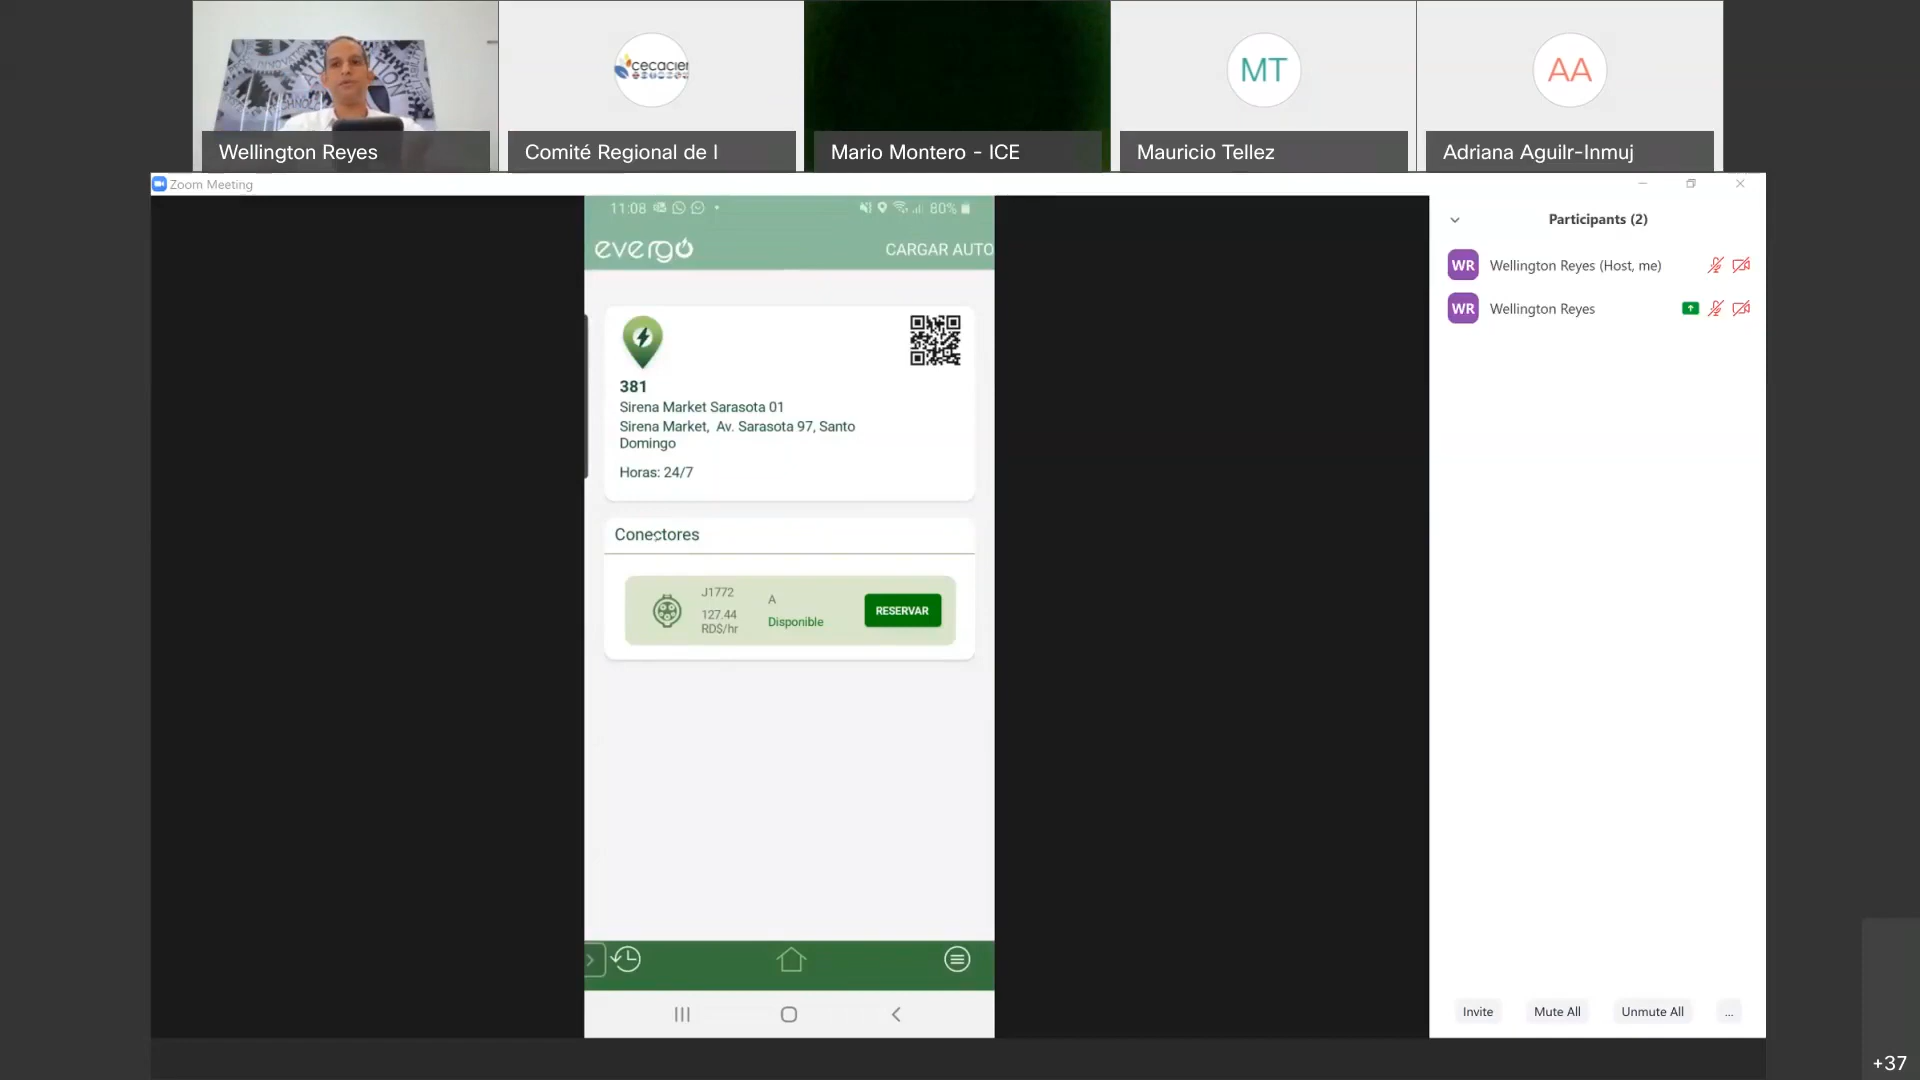 cecacier
MT
AA
Wellington Reyes
Comité Regional de I
Mario Montero - ICE
Mauricio Tellez
Adriana Aguilr-Inmuj
Zoom Meeting
11:08
80%
evergo
CARGAR AUTO
381
Sirena Market Sarasota 01
Sirena Market, Av. Sarasota 97, Santo
Domingo
Horas: 24/7
Conectores
J1772
127.44
RD$/hr
A
Disponible
RESERVAR
Participants (2)
WR Wellington Reyes (Host, me)
WR Wellington Reyes
Invite
Mute All
Unmute All
...
+37